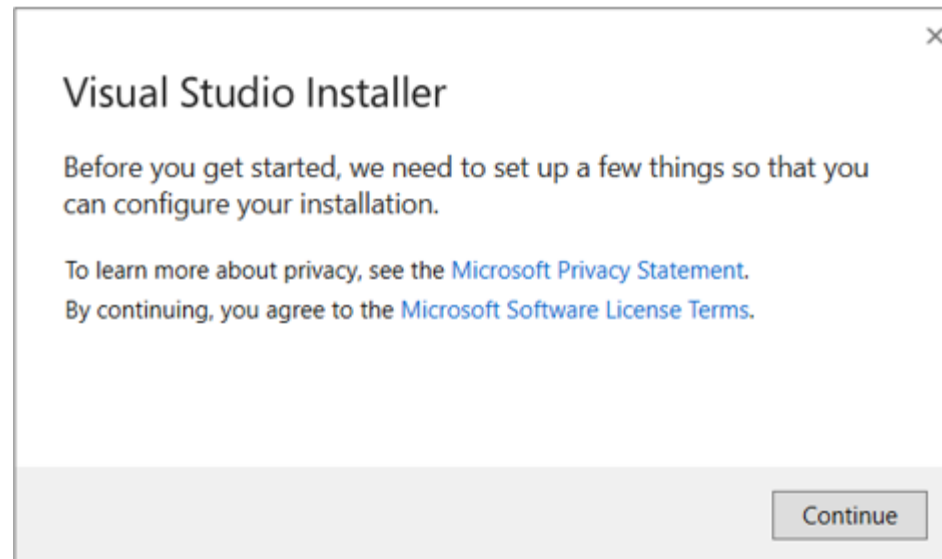 Visual Studio Installer
Before you get started, we need to set up a few things so that you
can configure your installation.
To learn more about privacy, see the Microsoft Privacy Statement.
By continuing, you agree to the Microsoft Software License Terms.
Continue